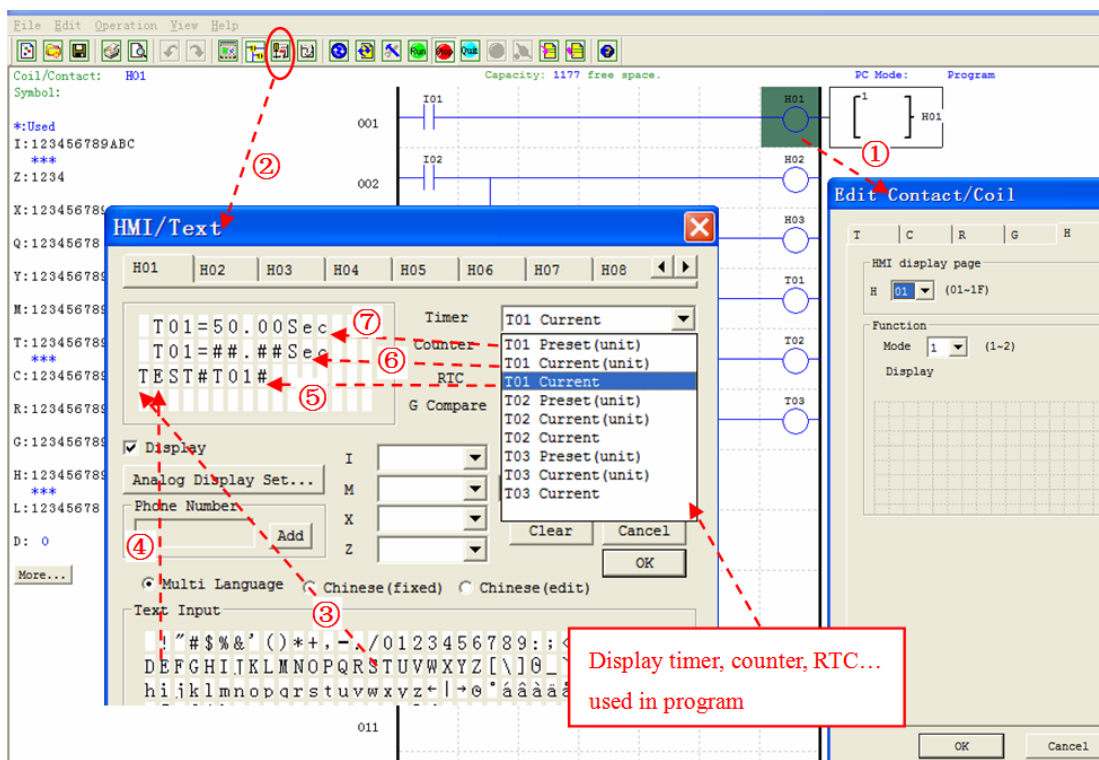 File Edit Operation View Help
Run Stop Quit
Coil/Contact: H01
Capacity: 1177 free space.
PC Mode: Program
Symbol:
*:Used
I:123456789ABC
***
Z:1234
X:123456789
Q:12345678
Y:123456789
M:123456789
T:123456789
***
C:123456789
R:123456789
G:123456789
H:123456789
***
L:12345678
D: 0
More...
I01
H01
001
1
H01
①
I02
H02
002
②
H03
T01
T02
T03
011
Edit Contact/Coil
T C R G H
HMI display page
H 01 (01~1F)
Function
Mode 1 (1~2)
Display
OK Cancel
HMI/Text
H01 H02 H03 H04 H05 H06 H07 H08
T01=50.00Sec
⑦
T01=##.##Sec
⑥
TEST#T01#
⑤
Timer
T01 Current
Counter
RTC
G Compare
T01 Preset(unit)
T01 Current(unit)
T01 Current
T02 Preset(unit)
T02 Current(unit)
T02 Current
T03 Preset(unit)
T03 Current(unit)
T03 Current
Display
Analog Display Set...
Phone Number
Add
④
I
M
X
Z
Clear Cancel
OK
Multi Language Chinese(fixed) Chinese(edit)
③
Text Input
!"#$%&'()*+,-./0123456789:;<
DEFGHIJKLMNOPQRSTUVWXYZ[\]@_`
hijklmnopqrstuvwxyz
Display timer, counter, RTC…
used in program